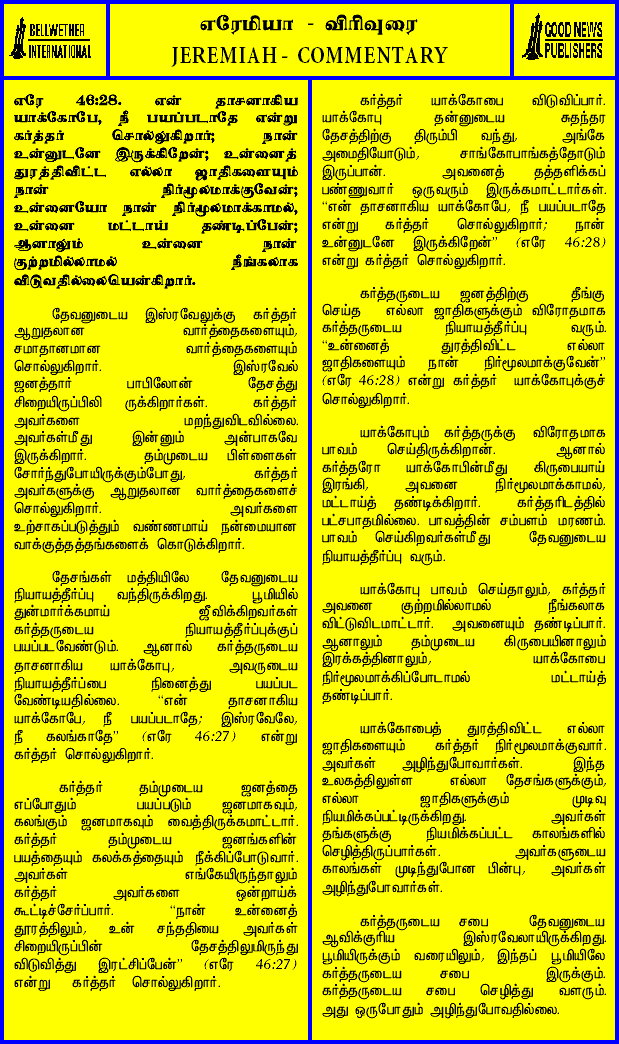 BELLWETHER
INTERNATIONAL
எரேமியா - விரிவுரை
JEREMIAH - COMMENTARY
GOOD NEWS
PUBLISHERS
எரே 46:28. என் தாசனாகிய
யாக்கோபே, நீ பயப்படாதே என்று
கர்த்தர் சொல்லுகிறார்; நான்
உன்னுடனே இருக்கிறேன்; உன்னைத்
துரத்திவிட்ட எல்லா ஜாதிகளையும்
நான் நிர்மூலமாக்குவேன்;
உன்னையோ நான் நிர்மூலமாக்காமல்,
உன்னை மட்டாய் தண்டிப்பேன்;
ஆனாலும் உன்னை நான்
குற்றமில்லாமல் நீங்கலாக
விடுவதில்லையென்கிறார்.
தேவனுடைய இஸ்ரவேலுக்கு கர்த்தர்
ஆறுதலான வார்த்தைகளையும்,
சமாதானமான வார்த்தைகளையும்
சொல்லுகிறார். இஸ்ரவேல்
ஜனத்தார் பாபிலோன் தேசத்து
சிறையிருப்பிலி ருக்கிறார்கள். கர்த்தர்
அவர்களை மறந்துவிடவில்லை.
அவர்கள்மீது இன்னும் அன்பாகவே
இருக்கிறார். தம்முடைய பிள்ளைகள்
சோர்ந்துபோயிருக்கும்போது, கர்த்தர்
அவர்களுக்கு ஆறுதலான வார்த்தைகளைச்
சொல்லுகிறார். அவர்களை
உற்சாகப்படுத்தும் வண்ணமாய் நன்மையான
வாக்குத்தத்தங்களைக் கொடுக்கிறார்.
தேசங்கள் மத்தியிலே தேவனுடைய
நியாயத்தீர்ப்பு வந்திருக்கிறது. பூமியில்
துன்மார்க்கமாய் ஜீவிக்கிறவர்கள்
கர்த்தருடைய நியாயத்தீர்ப்புக்குப்
பயப்படவேண்டும். ஆனால் கர்த்தருடைய
தாசனாகிய யாக்கோபு, அவருடைய
நியாயத்தீர்ப்பை நினைத்து பயப்பட
வேண்டியதில்லை. “என் தாசனாகிய
யாக்கோபே, நீ பயப்படாதே; இஸ்ரவேலே,
நீ கலங்காதே” (எரே 46:27) என்று
கர்த்தர் சொல்லுகிறார்.
கர்த்தர் தம்முடைய ஜனத்தை
எப்போதும் பயப்படும் ஜனமாகவும்,
கலங்கும் ஜனமாகவும் வைத்திருக்கமாட்டார்.
கர்த்தர் தம்முடைய ஜனங்களின்
பயத்தையும் கலக்கத்தையும் நீக்கிப்போடுவார்.
அவர்கள் எங்கேயிருந்தாலும்
கர்த்தர் அவர்களை ஒன்றாய்க்
கூட்டிச்சேர்ப்பார். “நான் உன்னைத்
தூரத்திலும், உன் சந்ததியை அவர்கள்
சிறையிருப்பின் தேசத்திலுமிருந்து
விடுவித்து இரட்சிப்பேன்” (எரே 46:27)
என்று கர்த்தர் சொல்லுகிறார்.
கர்த்தர் யாக்கோபை விடுவிப்பார்.
யாக்கோபு தன்னுடைய சுதந்தர
தேசத்திற்கு திரும்பி வந்து, அங்கே
அமைதியோடும், சாங்கோபாங்கத்தோடும்
இருப்பான். அவனைத் தத்தளிக்கப்
பண்ணுவார் ஒருவரும் இருக்கமாட்டார்கள்.
“என் தாசனாகிய யாக்கோபே, நீ பயப்படாதே
என்று கர்த்தர் சொல்லுகிறார்; நான்
உன்னுடனே இருக்கிறேன்” (எரே 46:28)
என்று கர்த்தர் சொல்லுகிறார்.
கர்த்தருடைய ஜனத்திற்கு தீங்கு
செய்த எல்லா ஜாதிகளுக்கும் விரோதமாக
கர்த்தருடைய நியாயத்தீர்ப்பு வரும்.
“உன்னைத் துரத்திவிட்ட எல்லா
ஜாதிகளையும் நான் நிர்மூலமாக்குவேன்”
(எரே 46:28) என்று கர்த்தர் யாக்கோபுக்குச்
சொல்லுகிறார்.
யாக்கோபும் கர்த்தருக்கு விரோதமாக
பாவம் செய்திருக்கிறான். ஆனால்
கர்த்தரோ யாக்கோபின்மீது கிருபையாய்
இரங்கி, அவனை நிர்மூலமாக்காமல்,
மட்டாய்த் தண்டிக்கிறார். கர்த்தரிடத்தில்
பட்சபாதமில்லை. பாவத்தின் சம்பளம் மரணம்.
பாவம் செய்கிறவர்கள்மீது தேவனுடைய
நியாயத்தீர்ப்பு வரும்.
யாக்கோபு பாவம் செய்தாலும், கர்த்தர்
அவனை குற்றமில்லாமல் நீங்கலாக
விட்டுவிடமாட்டார். அவனையும் தண்டிப்பார்.
ஆனாலும் தம்முடைய கிருபையினாலும்
இரக்கத்தினாலும், யாக்கோபை
நிர்மூலமாக்கிப்போடாமல் மட்டாய்த்
தண்டிப்பார்.
யாக்கோபைத் துரத்திவிட்ட எல்லா
ஜாதிகளையும் கர்த்தர் நிர்மூலமாக்குவார்.
அவர்கள் அழிந்துபோவார்கள். இந்த
உலகத்திலுள்ள எல்லா தேசங்களுக்கும்,
எல்லா ஜாதிகளுக்கும் முடிவு
நியமிக்கப்பட்டிருக்கிறது. அவர்கள்
தங்களுக்கு நியமிக்கப்பட்ட காலங்களில்
செழித்திருப்பார்கள். அவர்களுடைய
காலங்கள் முடிந்துபோன பின்பு, அவர்கள்
அழிந்துபோவார்கள்.
கர்த்தருடைய சபை தேவனுடைய
ஆவிக்குரிய இஸ்ரவேலாயிருக்கிறது.
பூமியிருக்கும் வரையிலும், இந்தப் பூமியிலே
கர்த்தருடைய சபை இருக்கும்.
கர்த்தருடைய சபை செழித்து வளரும்.
அது ஒருபோதும் அழிந்துபோவதில்லை.